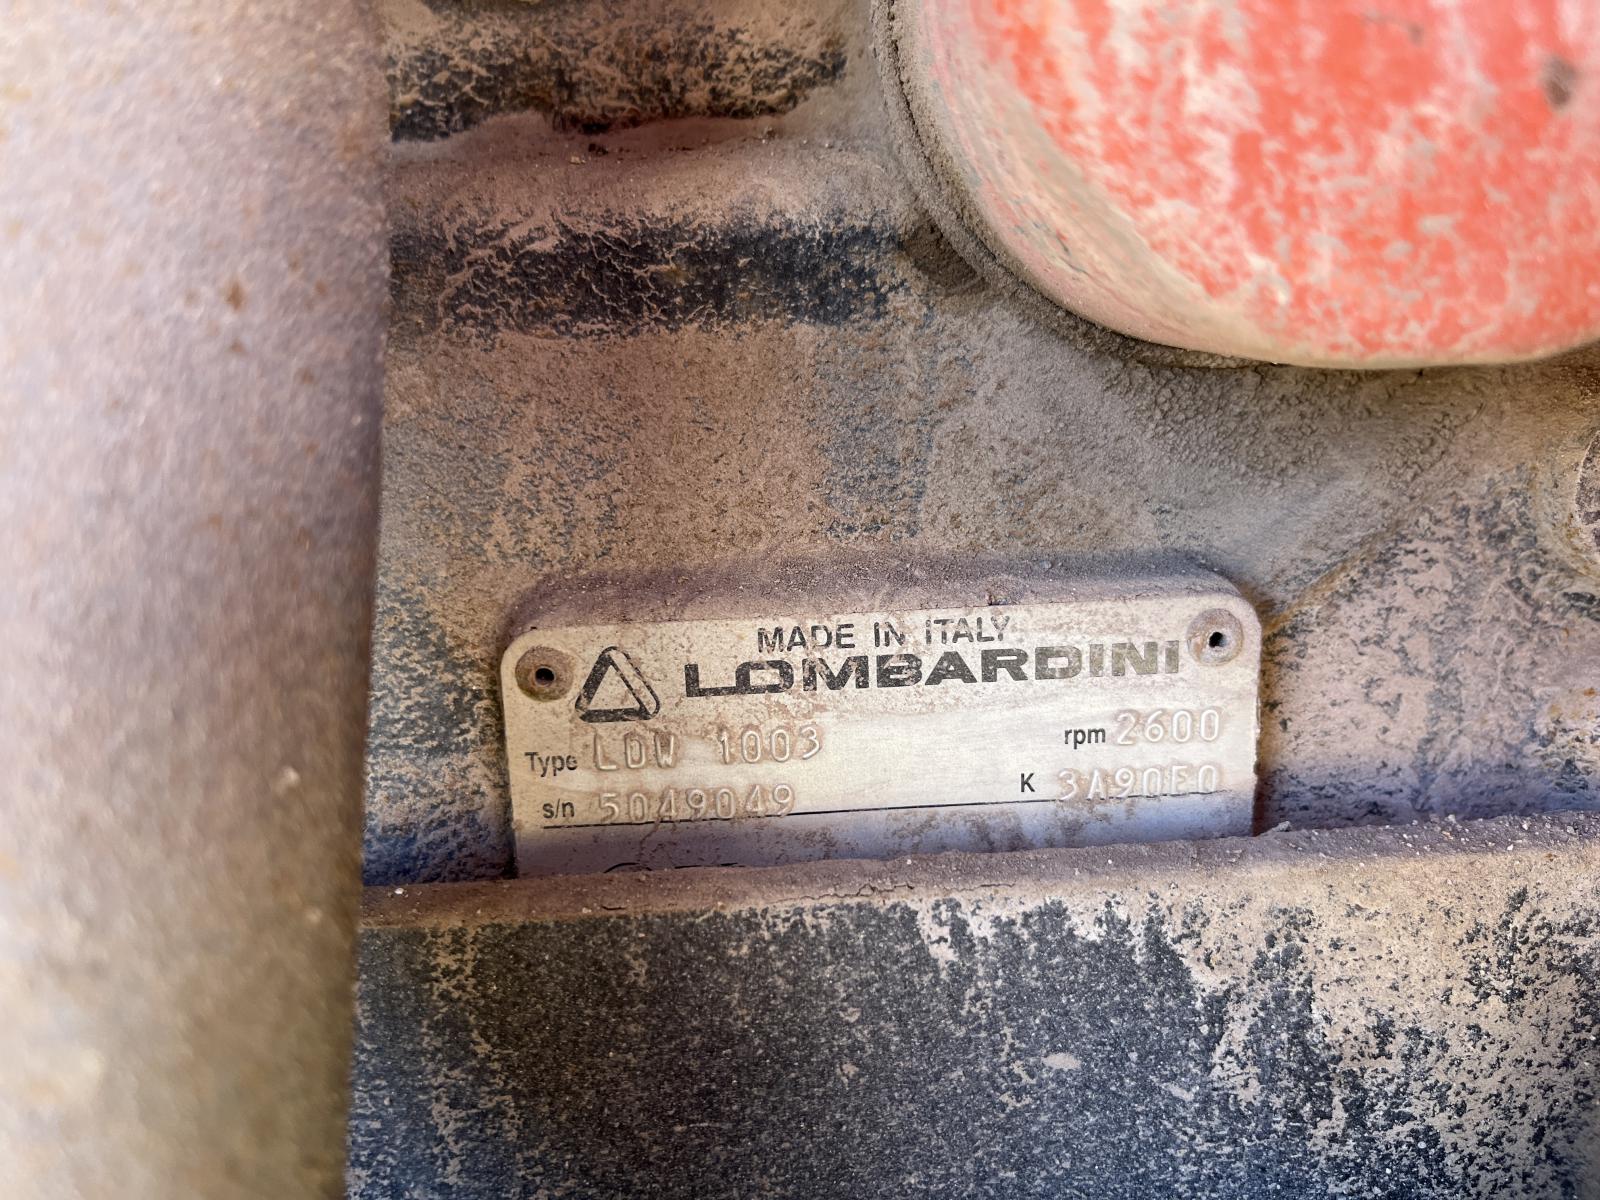 MADE IN ITALY
LOMBARDINI
Type LDW 1003 rpm 2600
s/n 5049049 K 3A90E0